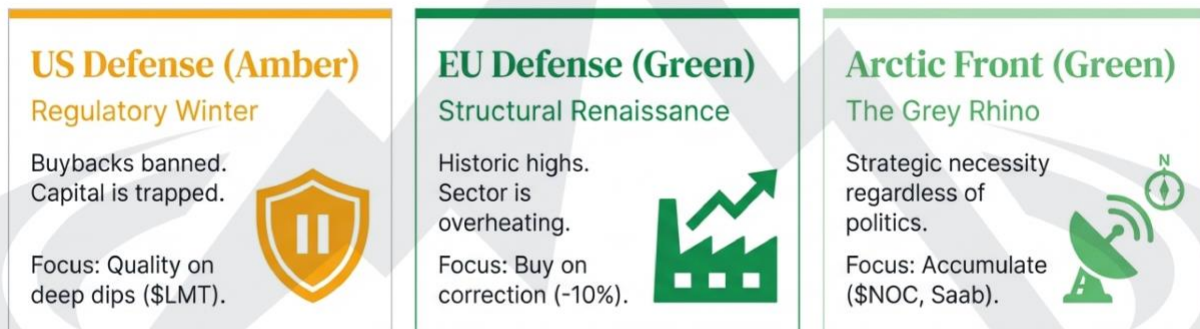 US Defense (Amber)
Regulatory Winter
Buybacks banned.
Capital is trapped.
Focus: Quality on
deep dips ($LMT).
EU Defense (Green)
Structural Renaissance
Historic highs.
Sector is
overheating.
Focus: Buy on
correction (-10%).
Arctic Front (Green)
The Grey Rhino
Strategic necessity
regardless of
politics.
N
Focus: Accumulate
($NOC, Saab).